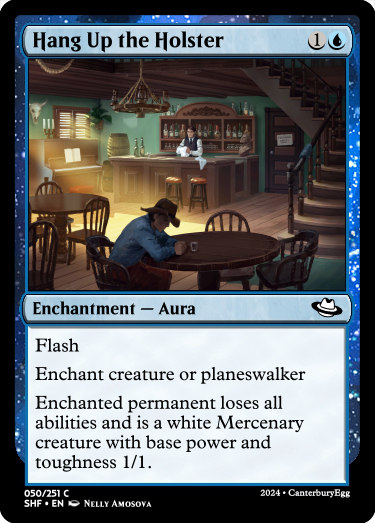 Hang Up the Holster
1
Enchantment — Aura
Flash
Enchant creature or planeswalker
Enchanted permanent loses all
abilities and is a white Mercenary
creature with base power and
toughness 1/1.
050/251 C
2024 • CanterburyEgg
SHF • EN Nelly Amosova